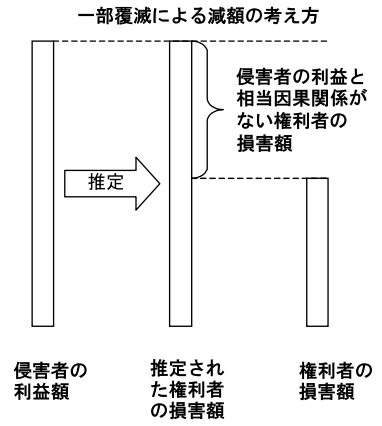 一部覆滅による減額の考え方
侵害者の利益と
相当因果関係が
ない権利者の
損害額
推定
侵害者の
利益額
推定され
た権利者
の損害額
権利者の
損害額